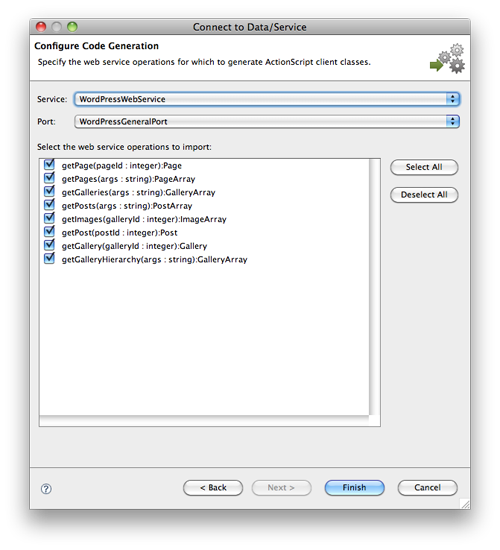 Connect to Data/Service
Configure Code Generation
Specify the web service operations for which to generate ActionScript client classes.
Service: WordPressWebService
Port: WordPressGeneralPort
Select the web service operations to import:
getPage(pageId : integer):Page
Select All
getPages(args : string):PageArray
getGalleries(args : string):GalleryArray
Deselect All
getPosts(args : string):PostArray
getImages(galleryId : integer):ImageArray
getPost(postId : integer):Post
getGallery(galleryId : integer):Gallery
getGalleryHierarchy(args : string):GalleryArray
? < Back Next > Finish Cancel